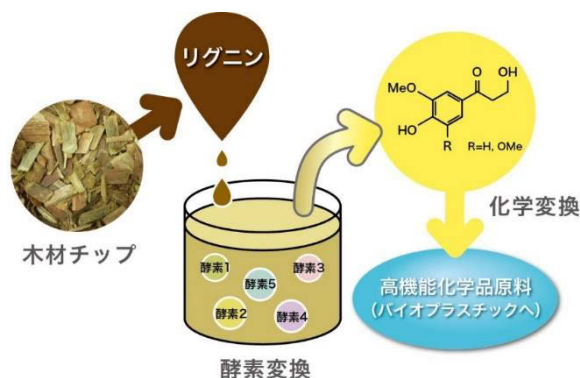 リグニン
木材チップ
酵素1
酵素3
酵素5
酵素2
酵素4
酵素変換
O
OH
MeO
HO
R
R=H, OMe
化学変換
高機能化学品原料
(バイオプラスチックへ)